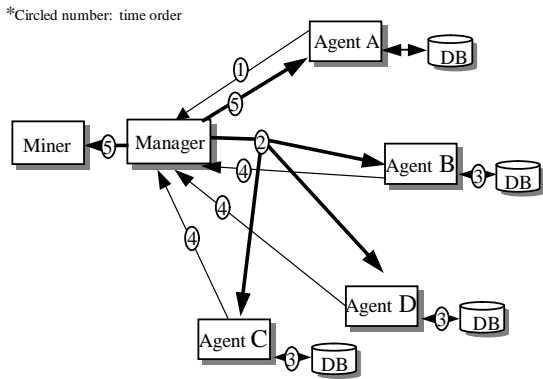 *Circled number: time order
Agent A
DB
1
5
Miner
5
Manager
2
Agent B
3
DB
4
4
4
Agent D
3
DB
Agent C
3
DB